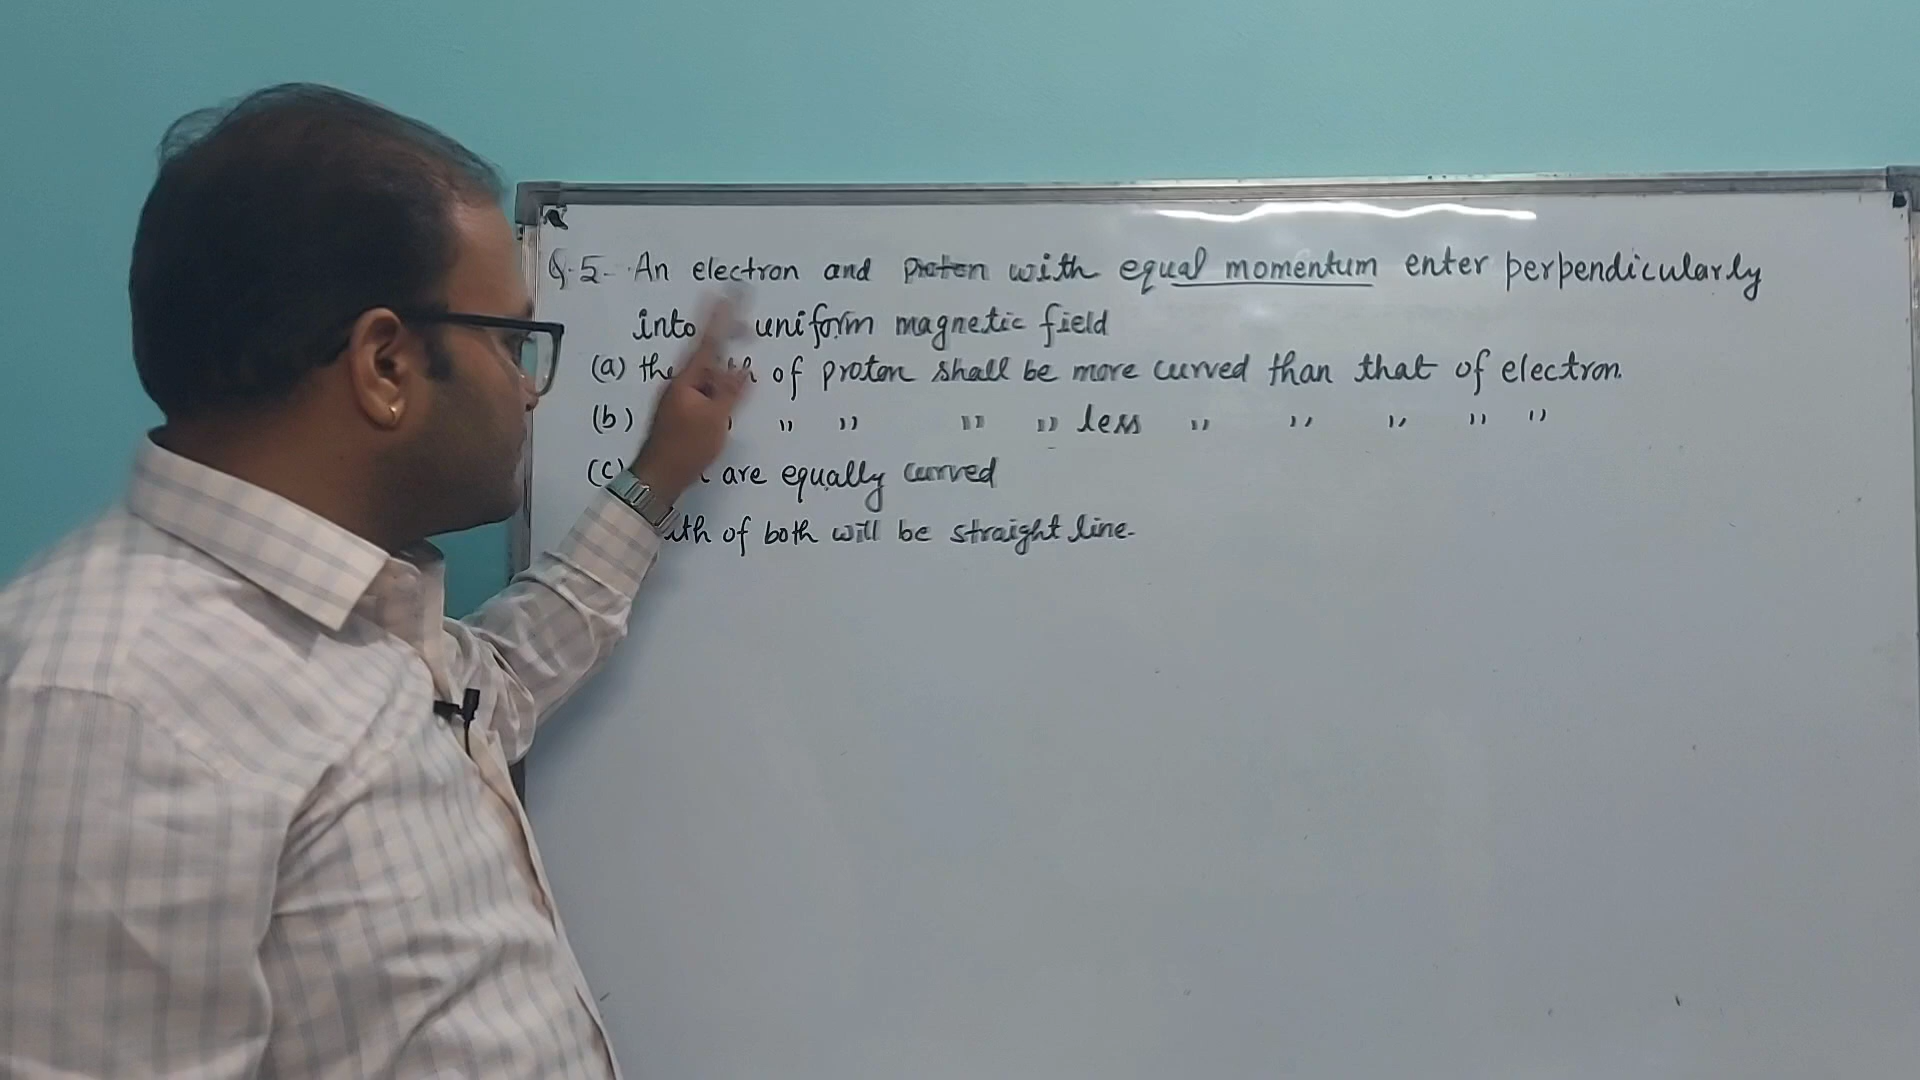 Q.5- An electron and proton with equal momentum enter perpendicularly
into uniform magnetic field
(a) the of proton shall be more curved than that of electron.
(b) " " " " " less " " " " "
(c) are equally curved
of both will be straight line.